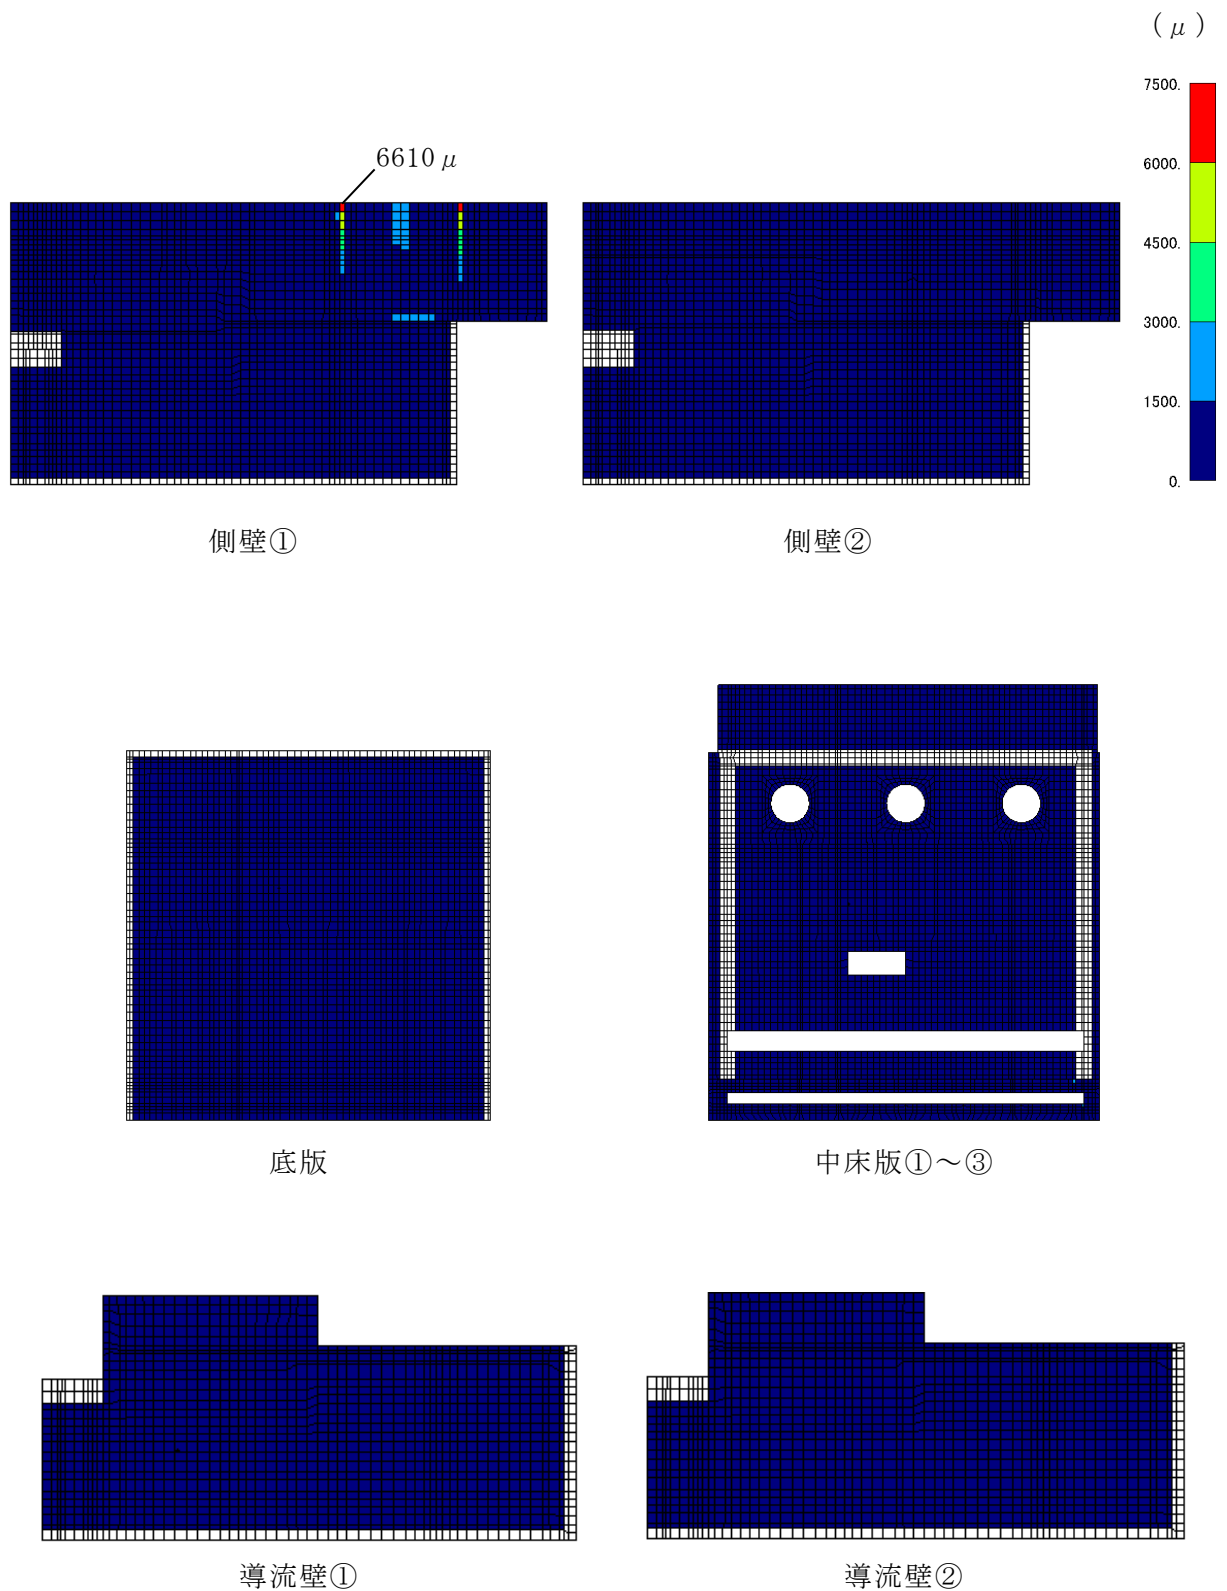 (μ)
7500.
6000.
4500.
3000.
1500.
0.
6610μ
側壁①
側壁②
底版
中床版①～③
導流壁①
導流壁②